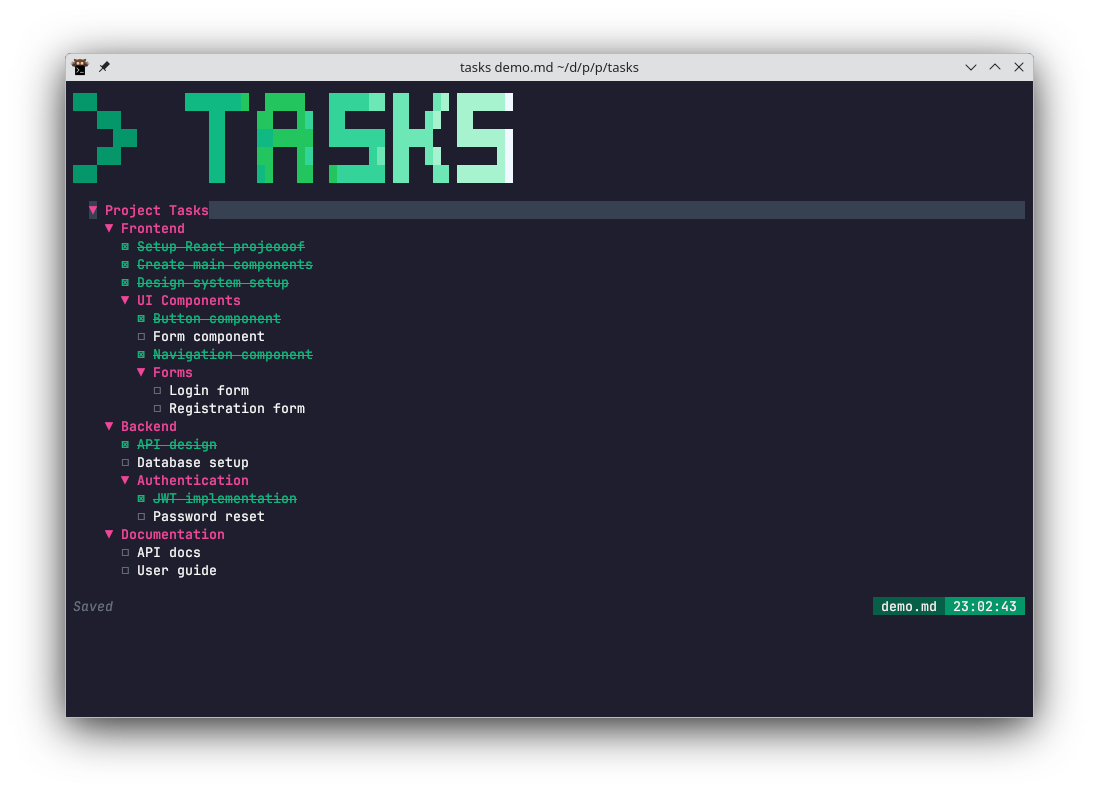 tasks demo.md ~/d/p/p/tasks
> TASKS
▼ Project Tasks
▼ Frontend
☒ Setup React projeooof
☒ Create main components
☒ Design system setup
▼ UI Components
☒ Button component
☐ Form component
☒ Navigation component
▼ Forms
☐ Login form
☐ Registration form
▼ Backend
☒ API design
☐ Database setup
▼ Authentication
☒ JWT implementation
☐ Password reset
▼ Documentation
☐ API docs
☐ User guide
Saved demo.md 23:02:43